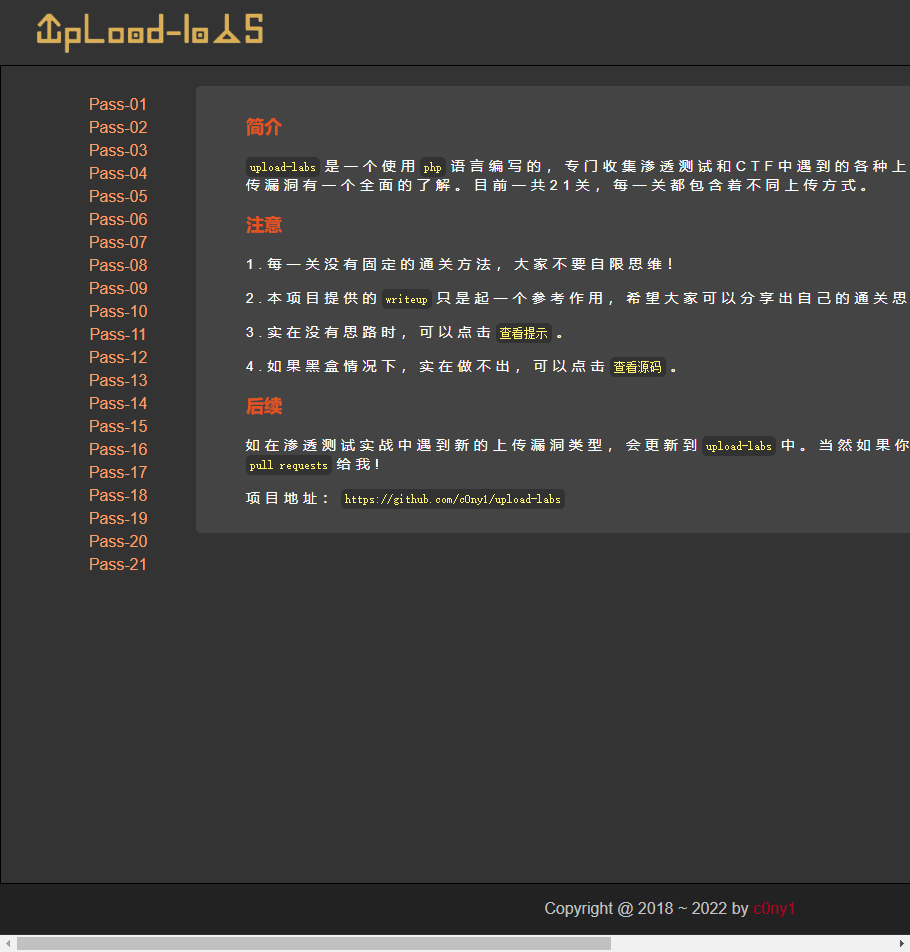 Upload-labs
Pass-01
Pass-02
Pass-03
Pass-04
Pass-05
Pass-06
Pass-07
Pass-08
Pass-09
Pass-10
Pass-11
Pass-12
Pass-13
Pass-14
Pass-15
Pass-16
Pass-17
Pass-18
Pass-19
Pass-20
Pass-21
简介
upload-labs 是一个使用 php 语言编写的，专门收集渗透测试和CTF中遇到的各种上
传漏洞有一个全面的了解。目前一共21关，每一关都包含着不同上传方式。
注意
1.每一关没有固定的通关方法，大家不要自限思维！
2.本项目提供的 writeup 只是起一个参考作用，希望大家可以分享出自己的通关思
3.实在没有思路时，可以点击 查看提示 。
4.如果黑盒情况下，实在做不出，可以点击 查看源码 。
后续
如在渗透测试实战中遇到新的上传漏洞类型，会更新到 upload-labs 中。当然如果你
pull requests 给我!
项目地址： https://github.com/c0ny1/upload-labs
Copyright @ 2018 ~ 2022 by c0ny1